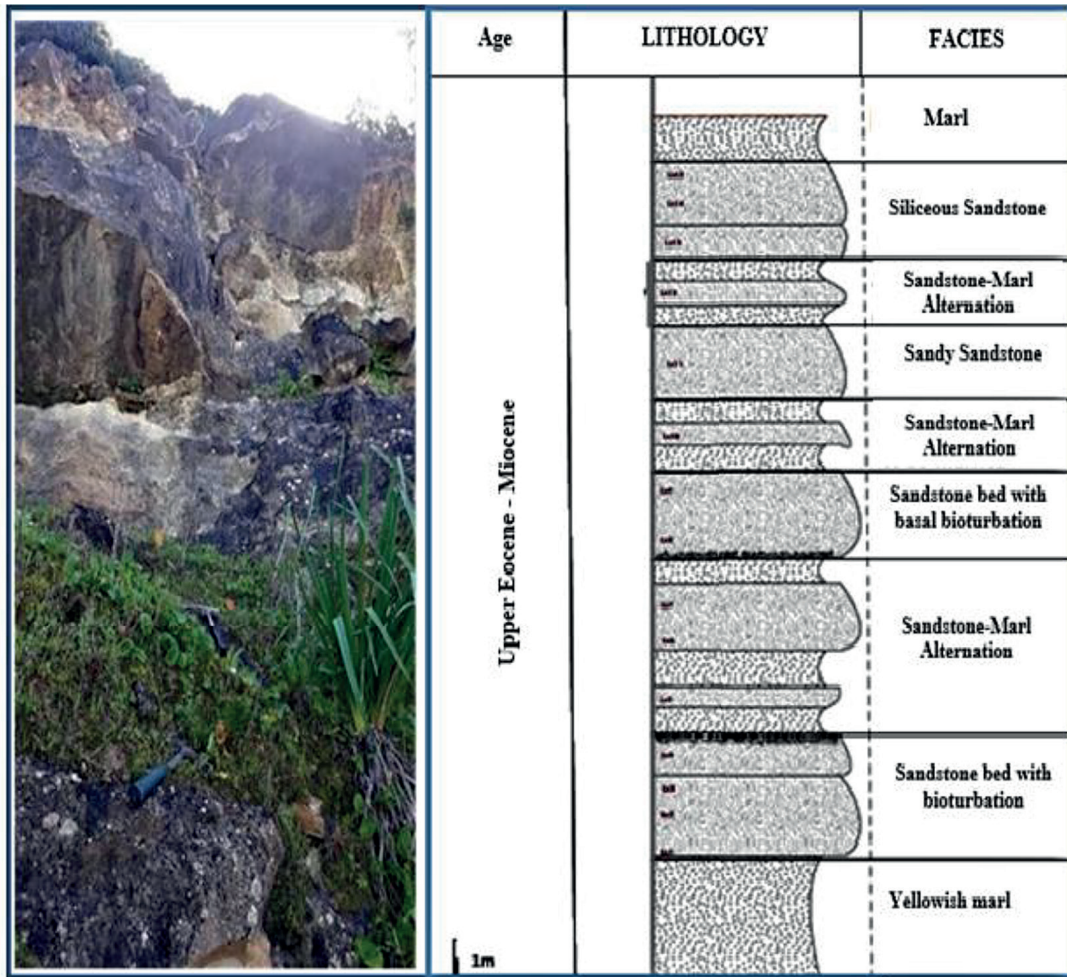 Age
LITHOLOGY
FACIES
Upper Eocene - Miocene
Marl
Siliceous Sandstone
Sandstone-Marl
Alternation
Sandy Sandstone
Sandstone-Marl
Alternation
Sandstone bed with
basal bioturbation
Sandstone-Marl
Alternation
Sandstone bed with
bioturbation
Yellowish marl
1m